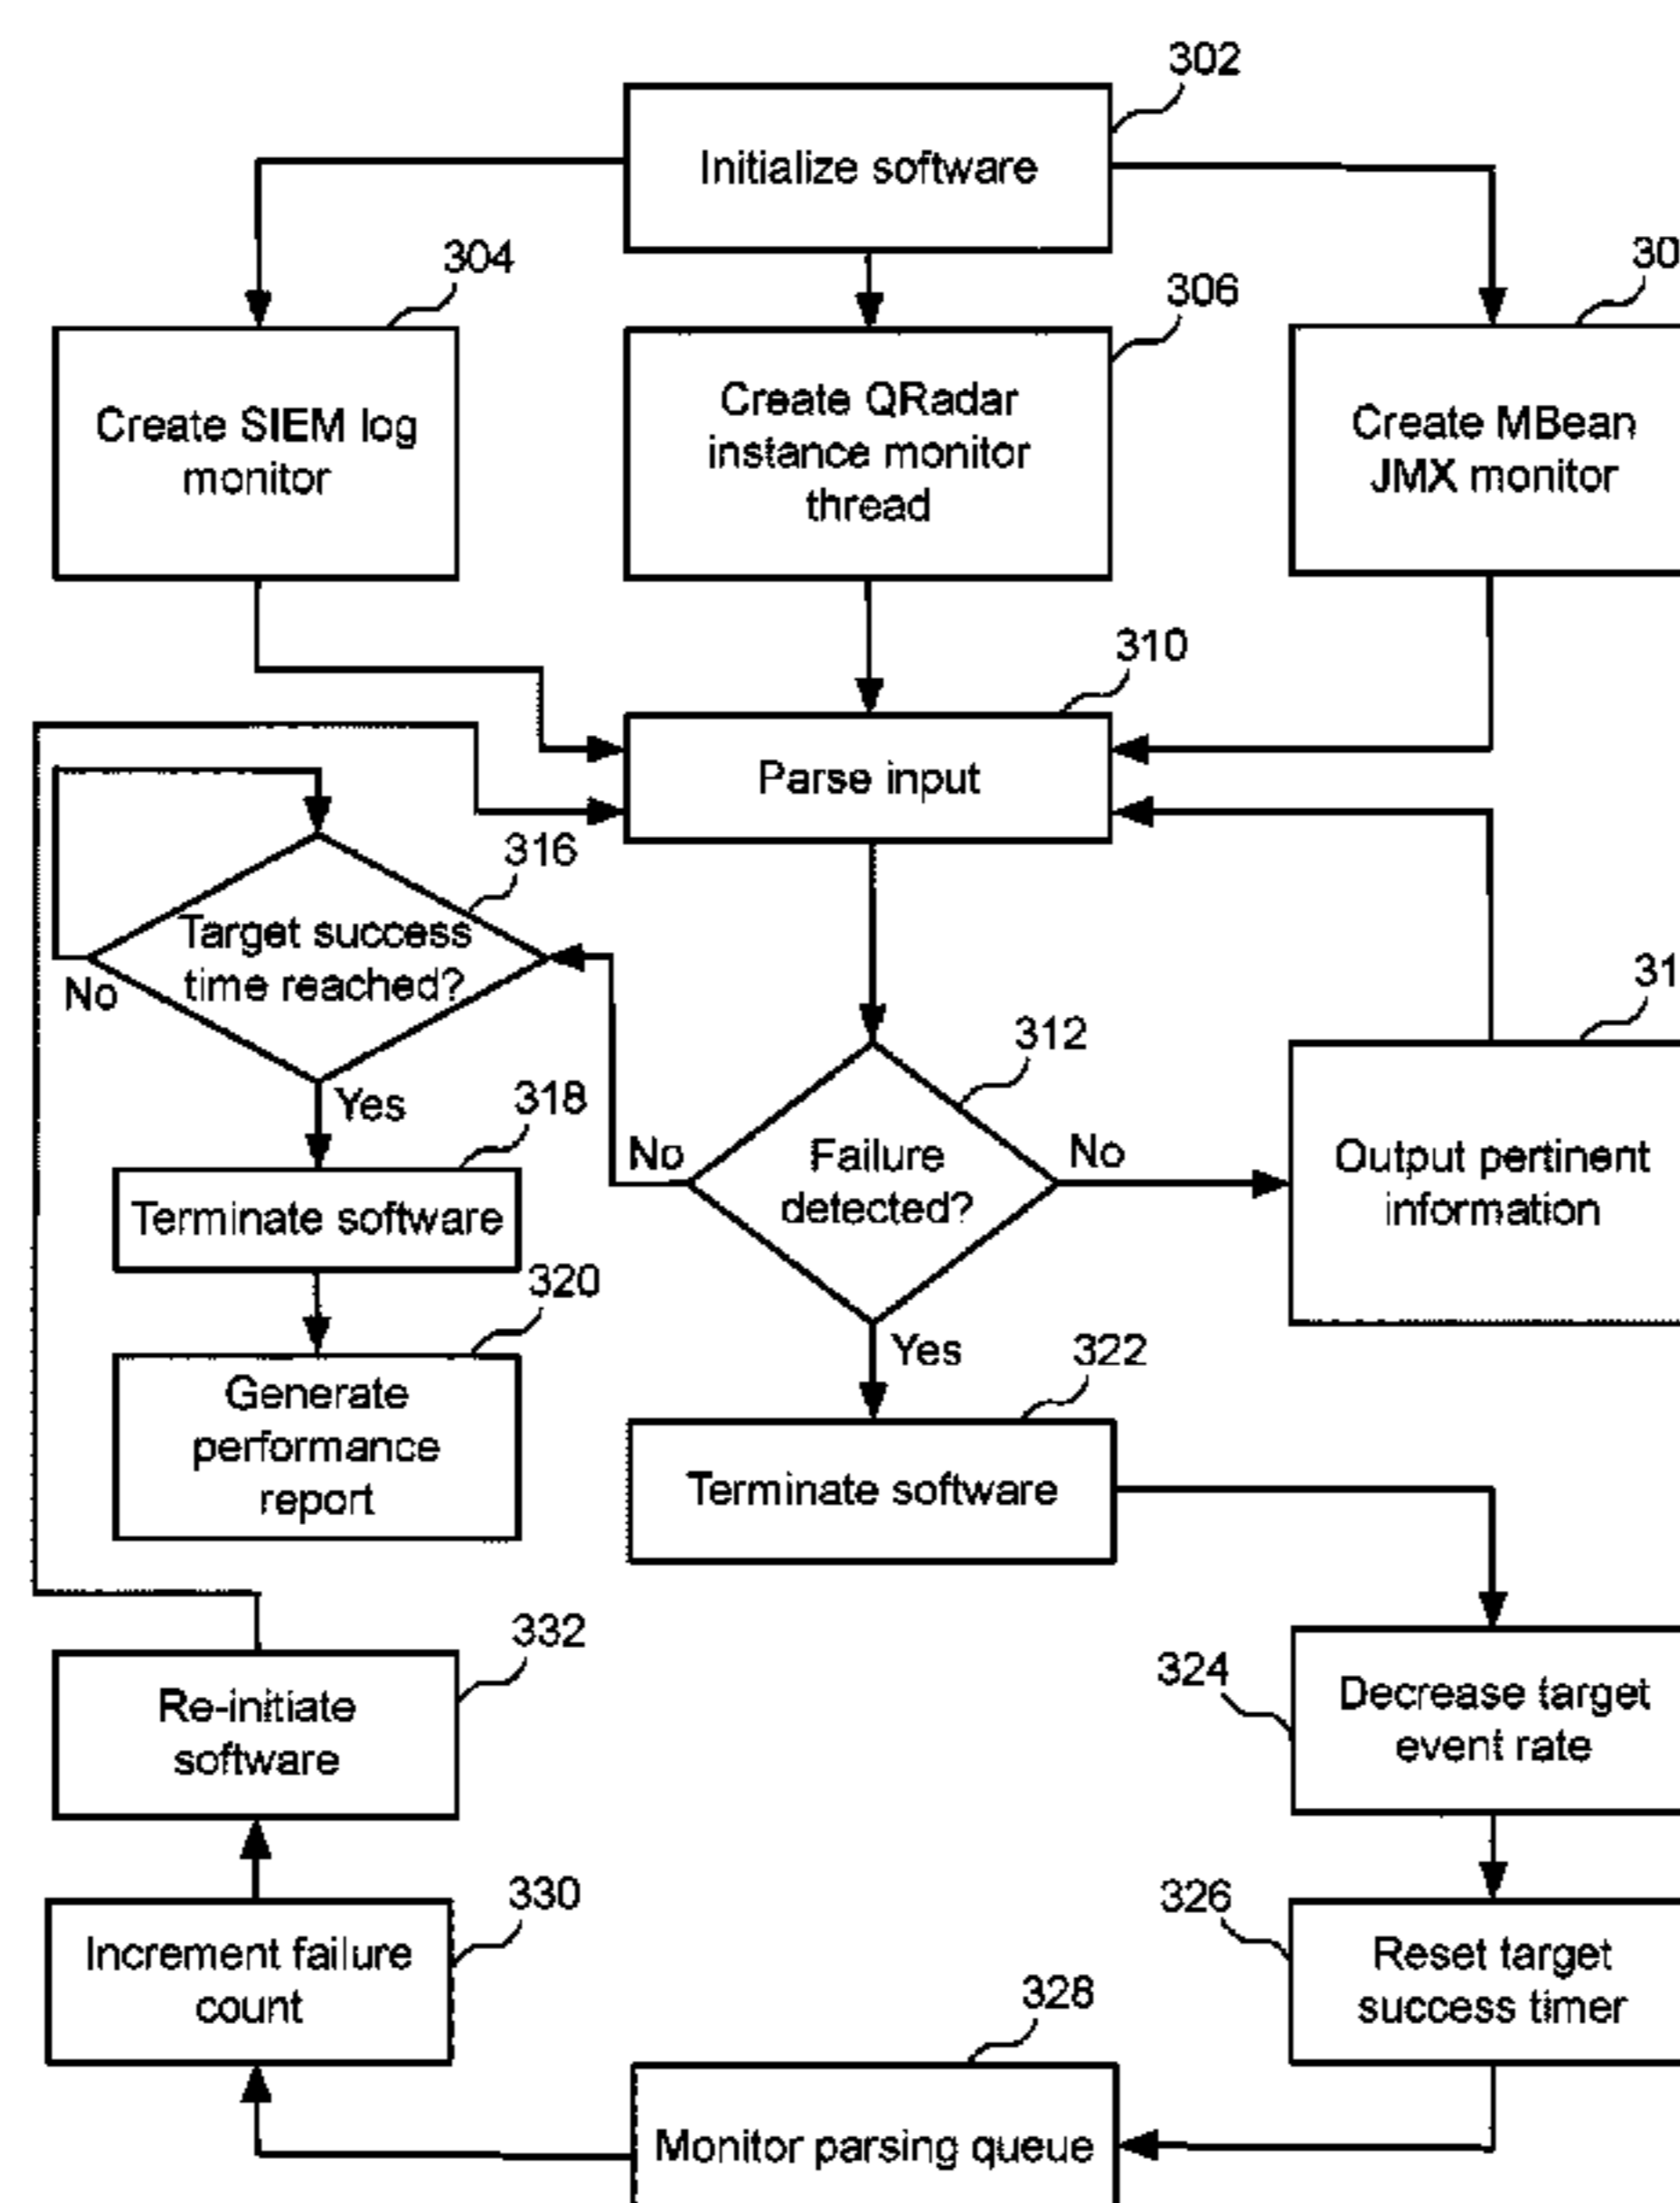 302
Initialize software
304
Create SIEM log
monitor
306
Create QRadar
instance monitor
thread
30
Create MBean
JMX monitor
310
Parse input
316
Target success
time reached?
No
Yes
312
Failure
detected?
No
No
Yes
31
Output pertinent
information
318
Terminate software
320
Generate
performance
report
322
Terminate software
324
Decrease target
event rate
326
Reset target
success timer
328
Monitor parsing queue
330
Increment failure
count
332
Re-initiate
software